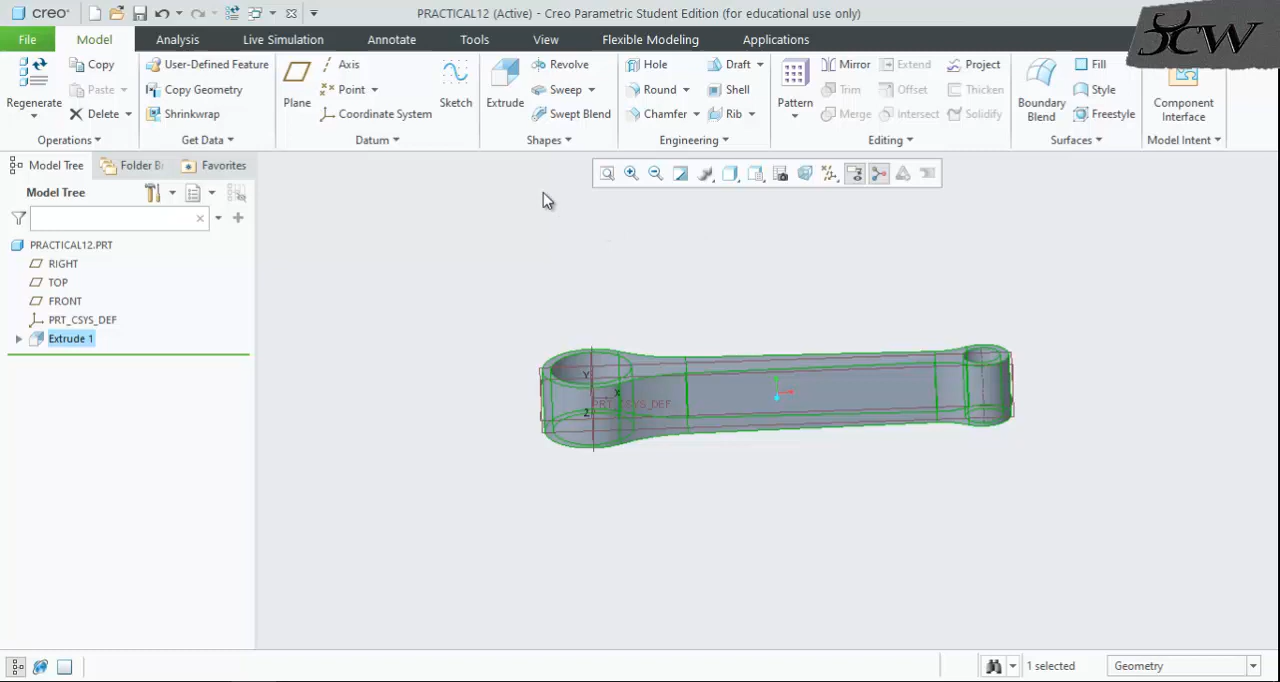 creo
PRACTICAL12 (Active) - Creo Parametric Student Edition (for educational use only)
File Model Analysis Live Simulation Annotate Tools View Flexible Modeling Applications
XCW
Regenerate
Copy
Paste
Delete
Operations
User-Defined Feature
Copy Geometry
Shrinkwrap
Get Data
Plane
Axis
Point
Coordinate System
Sketch
Datum
Extrude
Revolve
Sweep
Swept Blend
Shapes
Hole
Round
Chamfer
Draft
Shell
Rib
Engineering
Pattern
Mirror
Trim
Merge
Extend
Offset
Intersect
Project
Thicken
Solidify
Editing
Boundary
Blend
Fill
Style
Freestyle
Surfaces
Component
Interface
Model Intent
Model Tree Folder Br Favorites
Model Tree
PRACTICAL12.PRT
RIGHT
TOP
FRONT
PRT_CSYS_DEF
Extrude 1
Y
X
PRT_CSYS_DEF
Z
1 selected
Geometry